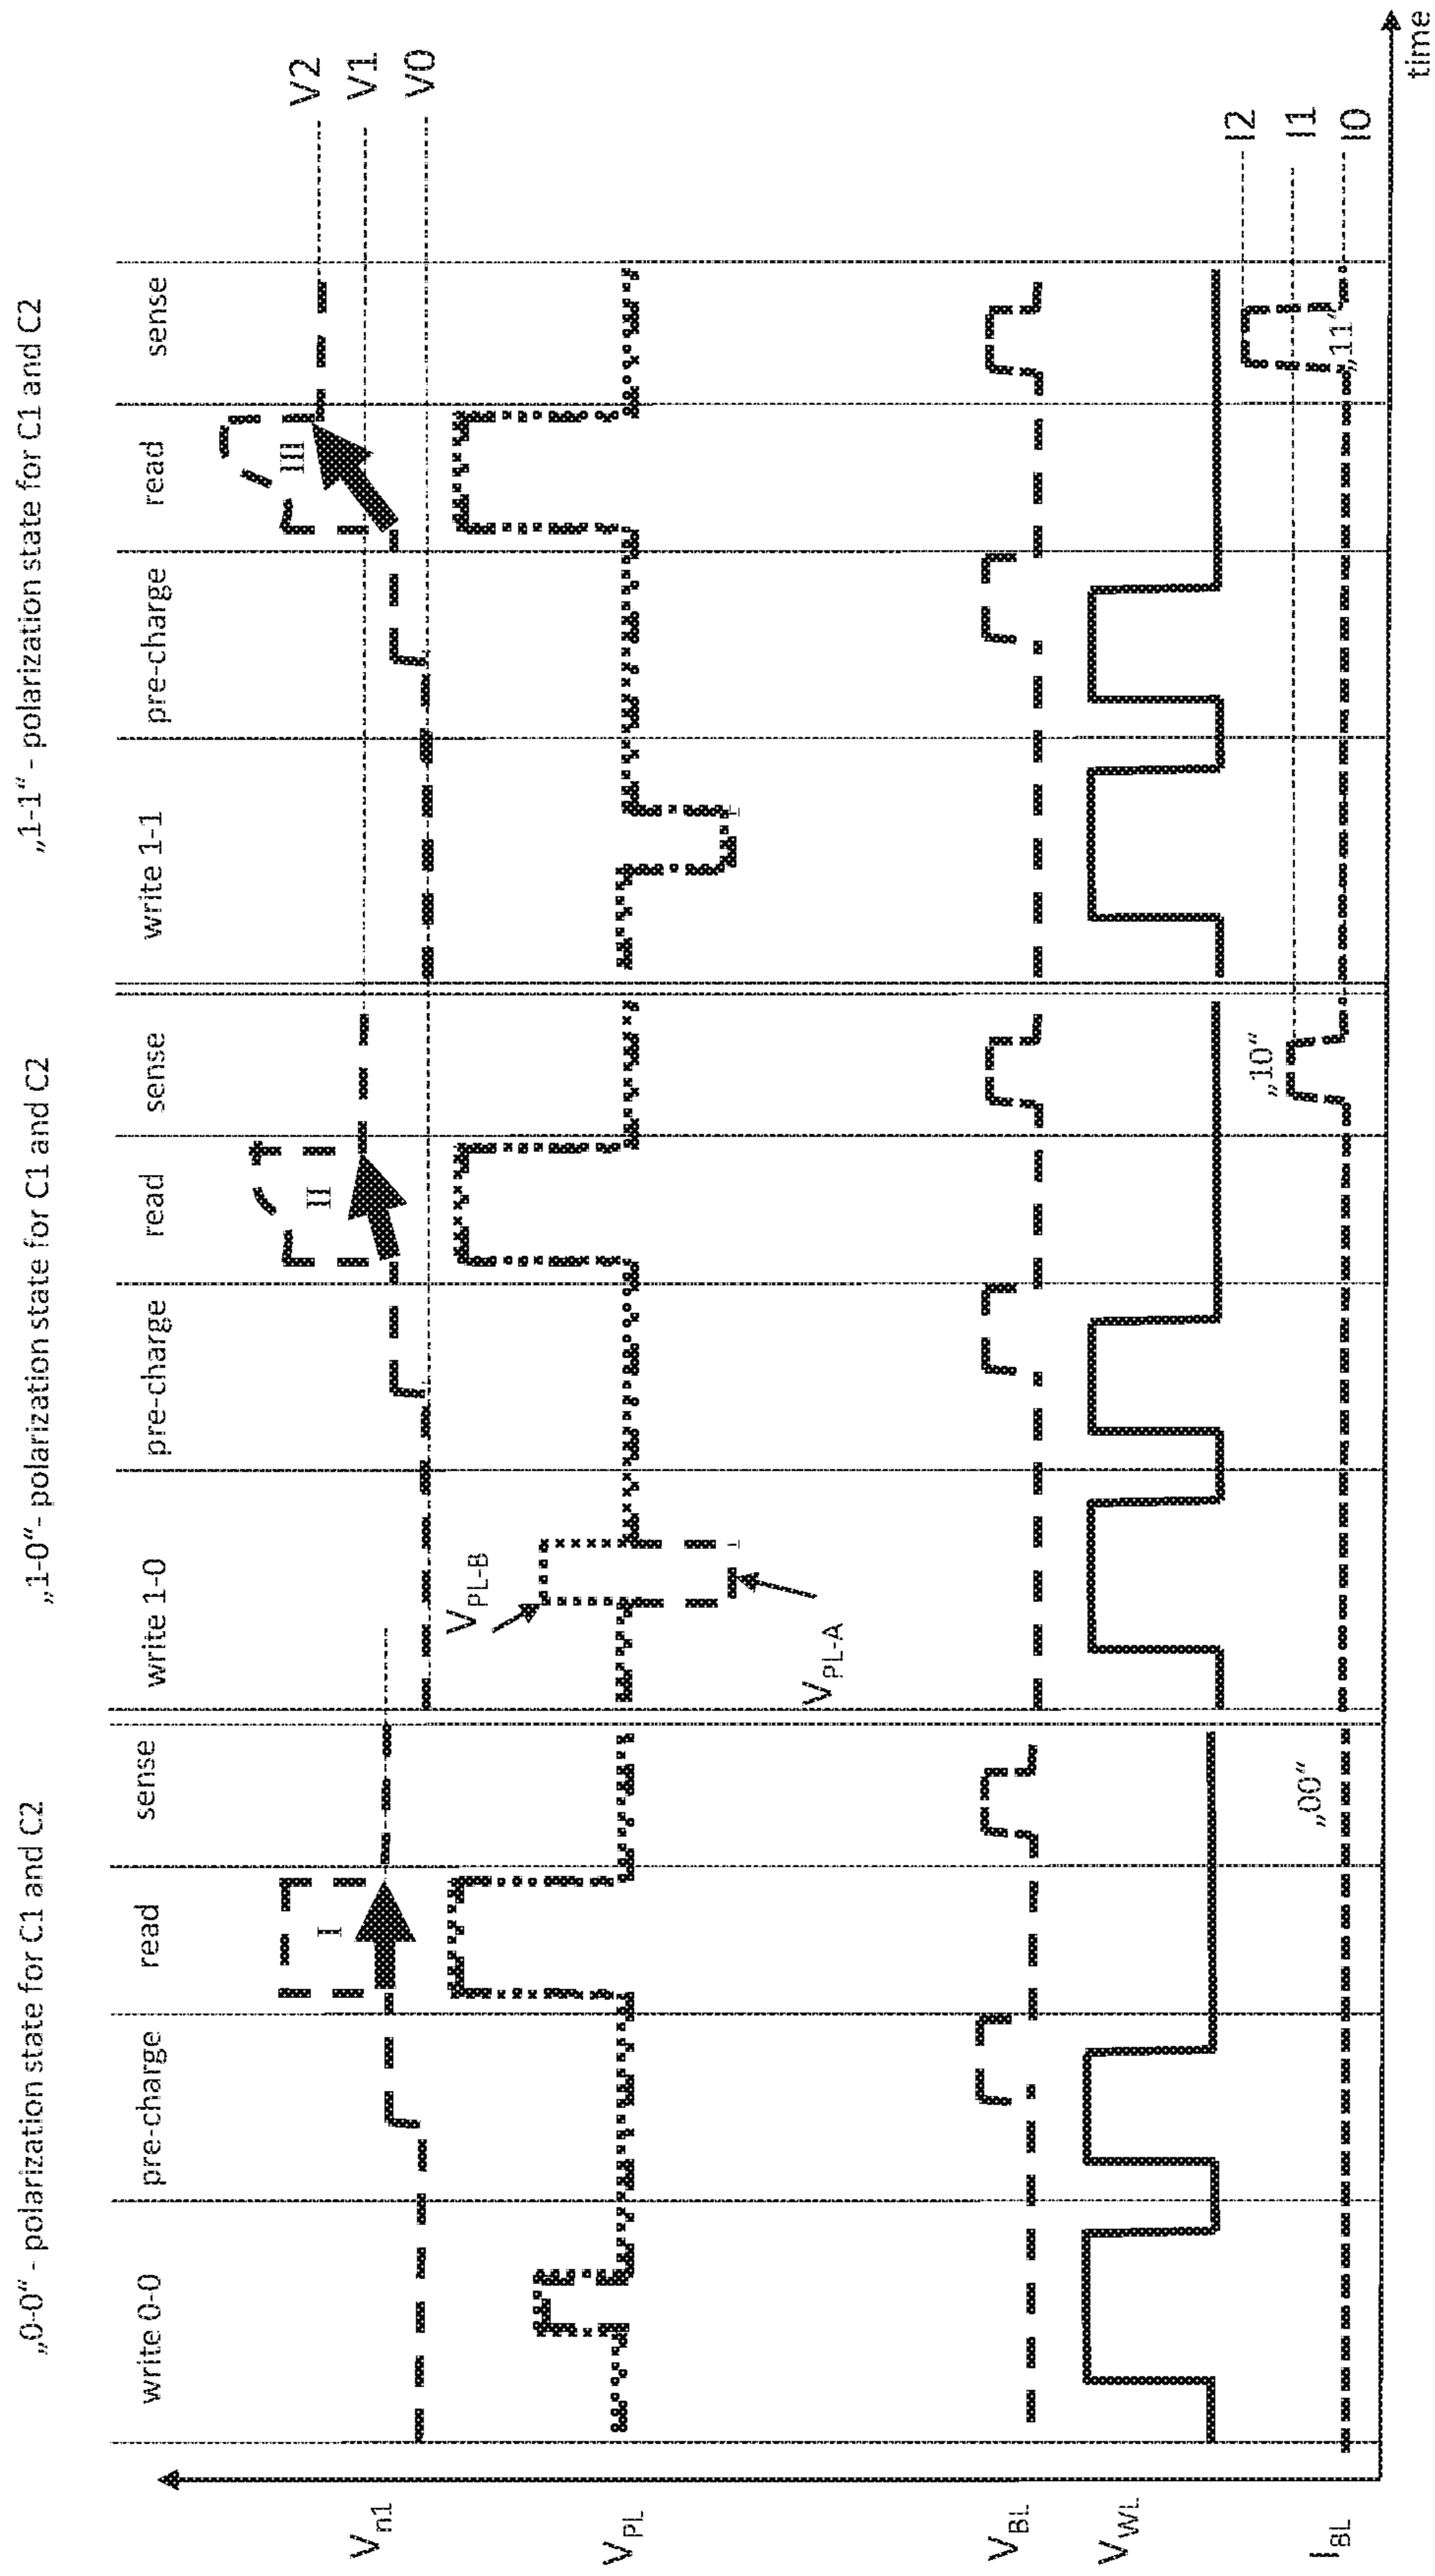 „0-0“ - polarization state for C1 and C2
„1-0“- polarization state for C1 and C2
„1-1“ - polarization state for C1 and C2
write 0-0
pre-charge
read
sense
write 1-0
pre-charge
read
sense
write 1-1
pre-charge
read
sense
V2
V1
V0
I
II
III
Vn1
VPL
VPL-B
VPL-A
VBL
VWL
IBL
„00“
„10“
„11“
I2
I1
I0
time